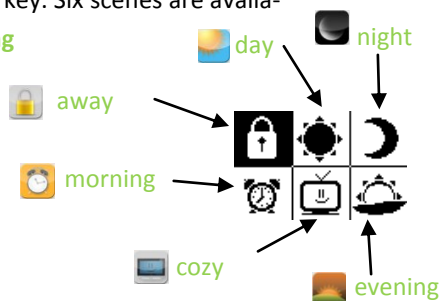 key. Six scenes are availa-
g
day
night
away
morning
cozy
evening